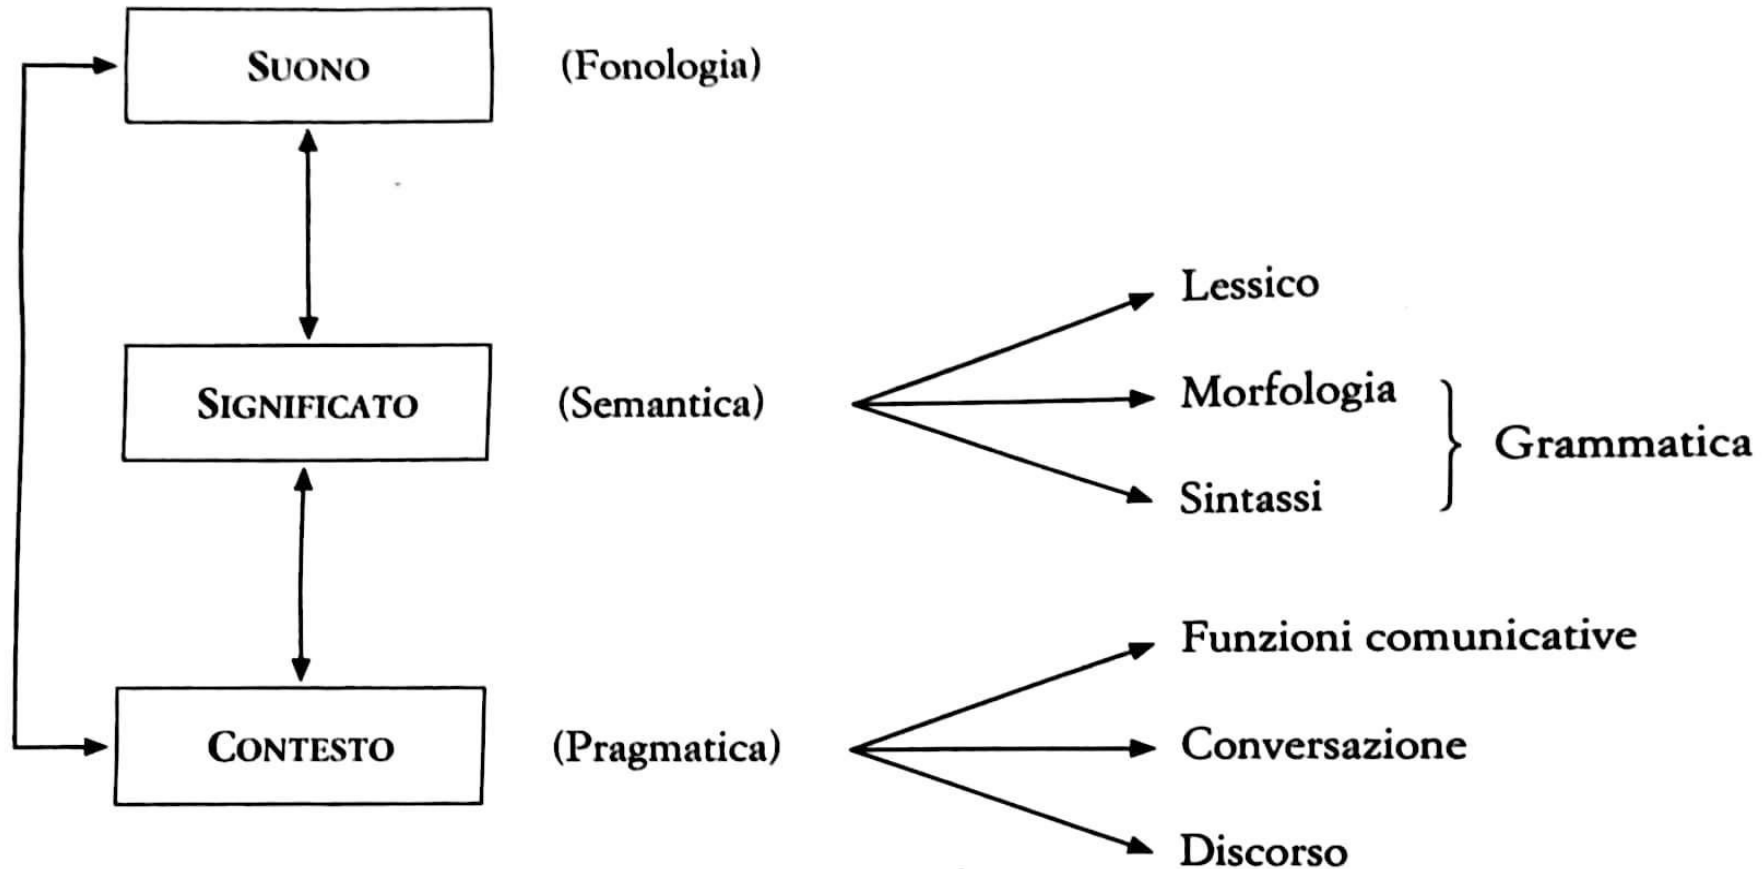 SUONO (Fonologia)
Lessico
SIGNIFICATO (Semantica) Morfologia
Grammatica
Sintassi
Funzioni comunicative
CONTESTO (Pragmatica) Conversazione
Discorso